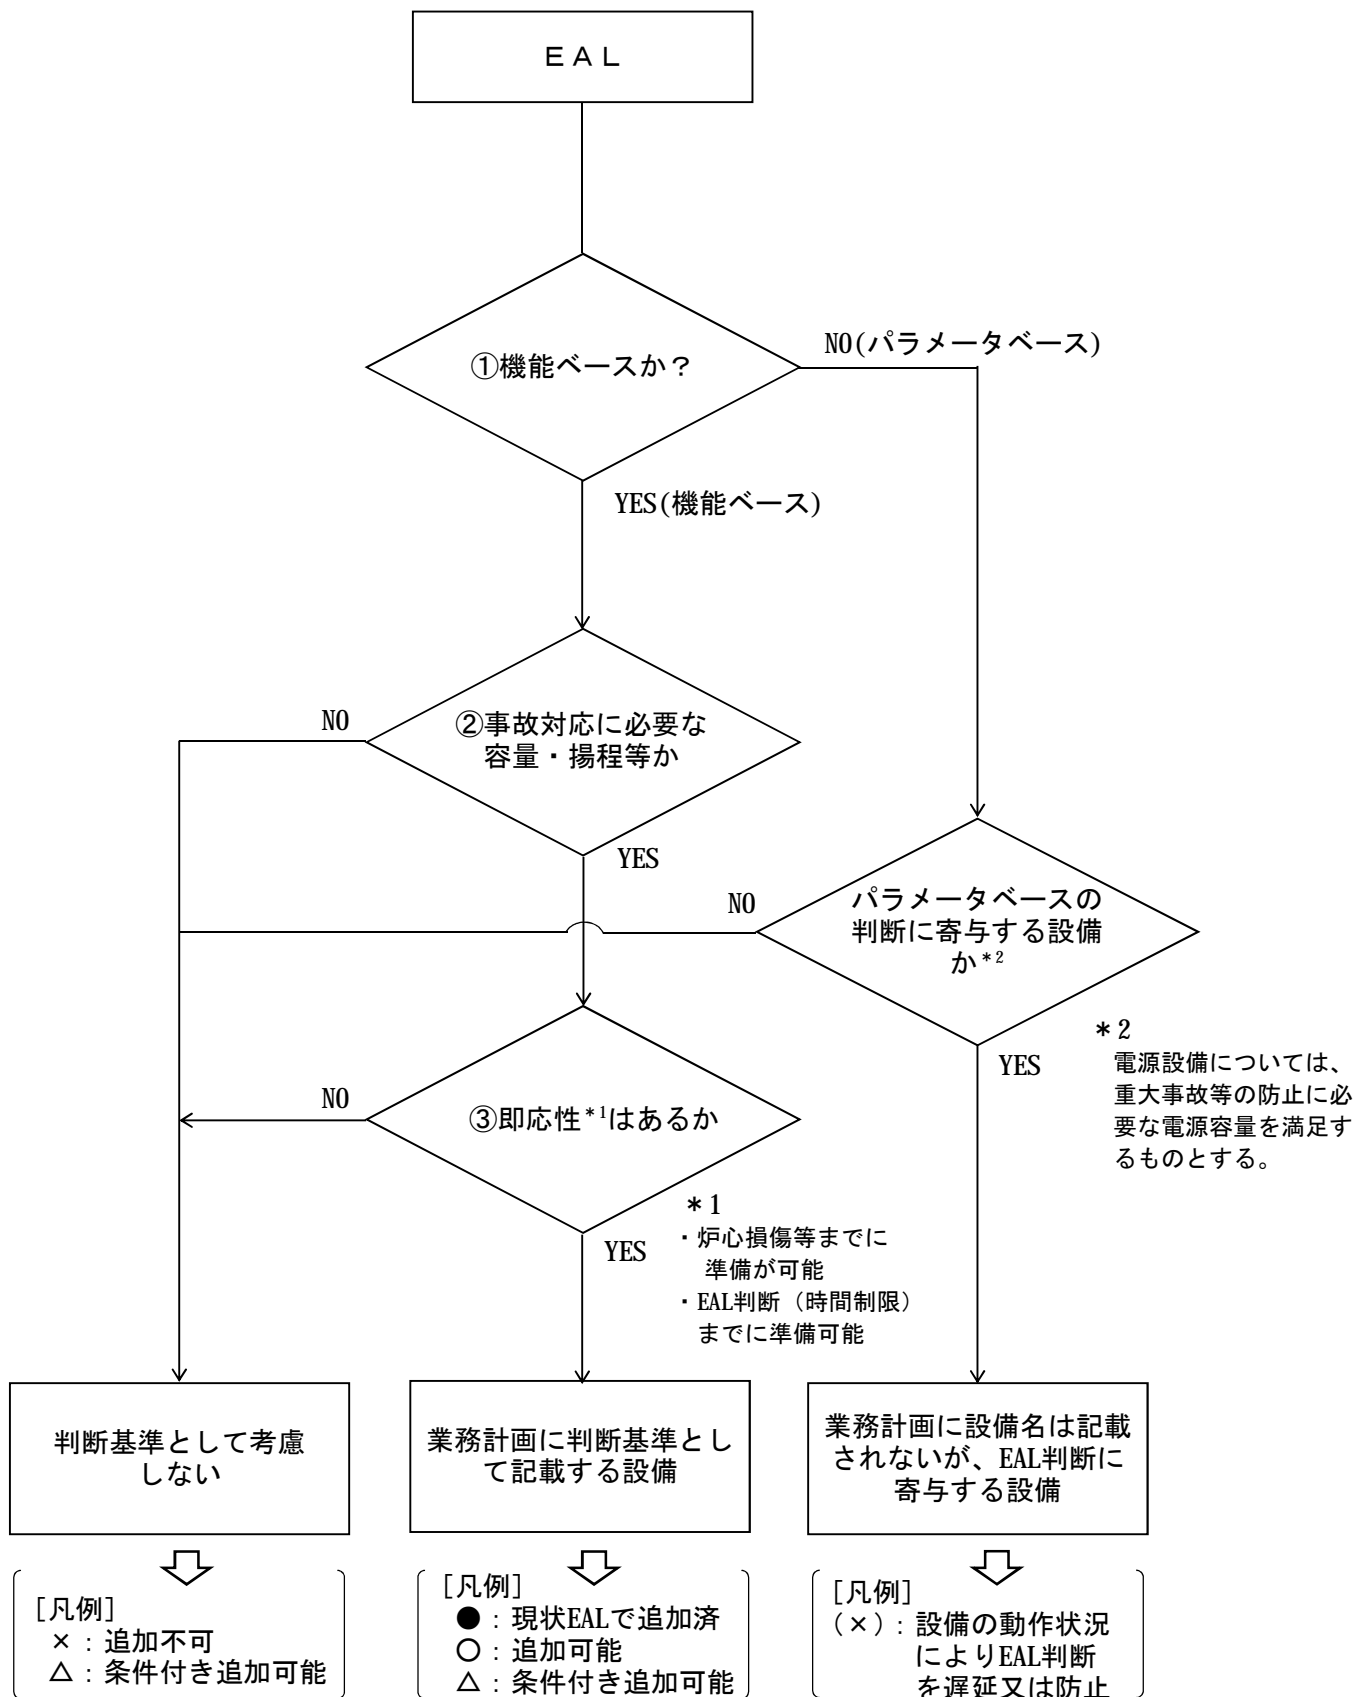 ＥＡＬ
①機能ベースか？
NO(パラメータベース)
YES(機能ベース)
NO
②事故対応に必要な
容量・揚程等か
YES
NO
パラメータベースの
判断に寄与する設備
か*2
NO
③即応性*1はあるか
YES
＊2
電源設備については、
重大事故等の防止に必
要な電源容量を満足す
るものとする。
＊1
・炉心損傷等までに
準備が可能
・EAL判断（時間制限）
までに準備可能
YES
判断基準として考慮
しない
業務計画に判断基準とし
て記載する設備
業務計画に設備名は記載
されないが、EAL判断に
寄与する設備
[凡例]
×：追加不可
△：条件付き追加可能
[凡例]
●：現状EALで追加済
○：追加可能
△：条件付き追加可能
[凡例]
(×)：設備の動作状況
によりEAL判断
を遅延又は防止